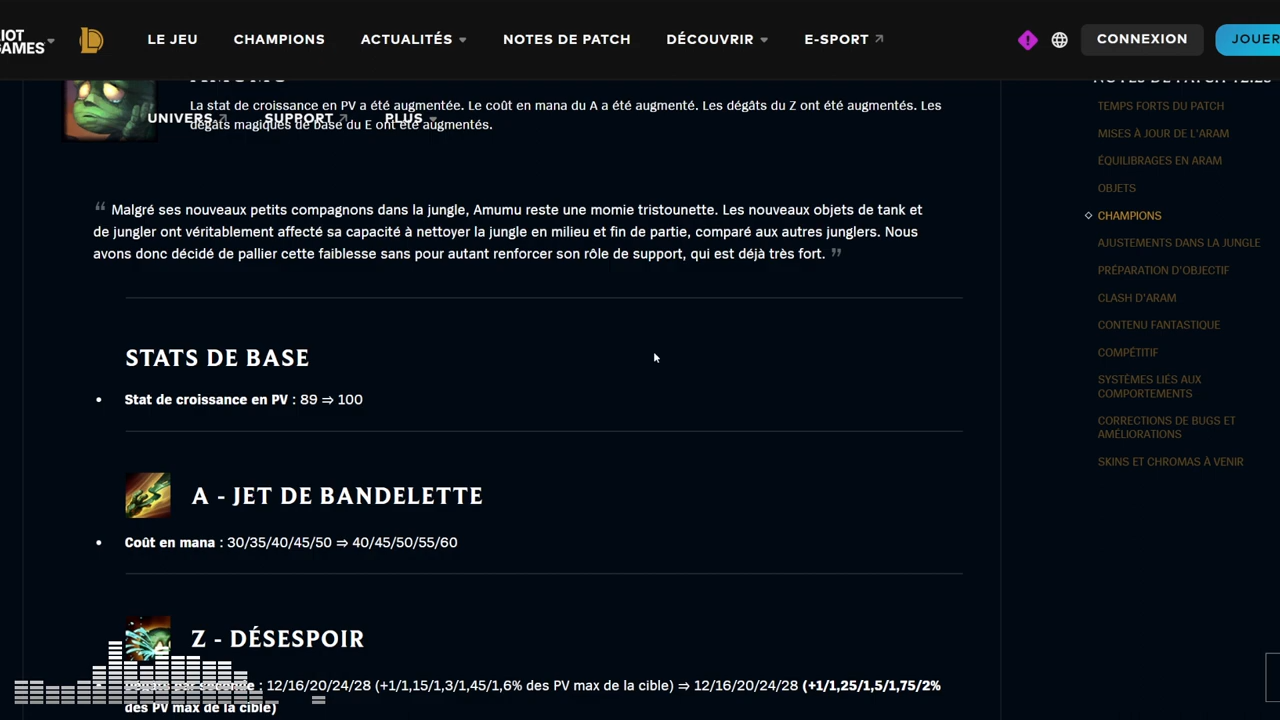 LE JEU
CHAMPIONS
ACTUALITÉS
NOTES DE PATCH
DÉCOUVRIR
E-SPORT
CONNEXION
JOUER
GAMES
UNIVERS
SUPPORT
PLUS
La stat de croissance en PV a été augmentée. Le coût en mana du A a été augmenté. Les dégâts du Z ont été augmentés. Les
dégâts magiques de base du E ont été augmentés.
“ Malgré ses nouveaux petits compagnons dans la jungle, Amumu reste une momie tristounette. Les nouveaux objets de tank et
de jungler ont véritablement affecté sa capacité à nettoyer la jungle en milieu et fin de partie, comparé aux autres junglers. Nous
avons donc décidé de pallier cette faiblesse sans pour autant renforcer son rôle de support, qui est déjà très fort. ”
STATS DE BASE
• Stat de croissance en PV : 89 ⇒ 100
A - JET DE BANDELETTE
• Coût en mana : 30/35/40/45/50 ⇒ 40/45/50/55/60
Z - DÉSESPOIR
: 12/16/20/24/28 (+1/1,15/1,3/1,45/1,6% des PV max de la cible) ⇒ 12/16/20/24/28 (+1/1,25/1,5/1,75/2%
des PV max de la cible)
TEMPS FORTS DU PATCH
MISES À JOUR DE L'ARAM
ÉQUILIBRAGES EN ARAM
OBJETS
CHAMPIONS
AJUSTEMENTS DANS LA JUNGLE
PRÉPARATION D'OBJECTIF
CLASH D'ARAM
CONTENU FANTASTIQUE
COMPÉTITIF
SYSTÈMES LIÉS AUX
COMPORTEMENTS
CORRECTIONS DE BUGS ET
AMÉLIORATIONS
SKINS ET CHROMAS À VENIR